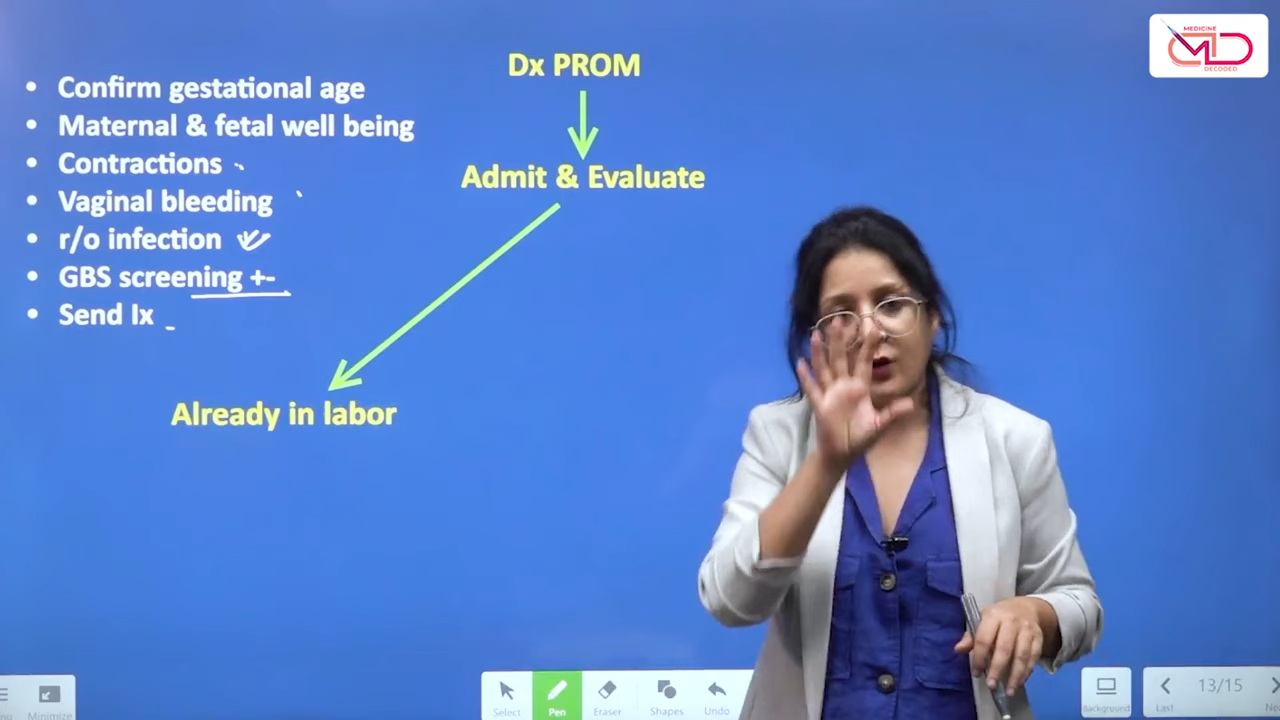 MEDICINE
MD
DECODED
Dx PROM
• Confirm gestational age
• Maternal & fetal well being
• Contractions
• Vaginal bleeding
• r/o infection
• GBS screening +-
• Send Ix
Admit & Evaluate
Already in labor
Minimize
Select
Pen
Eraser
Shapes
Undo
Background
Last
13/15